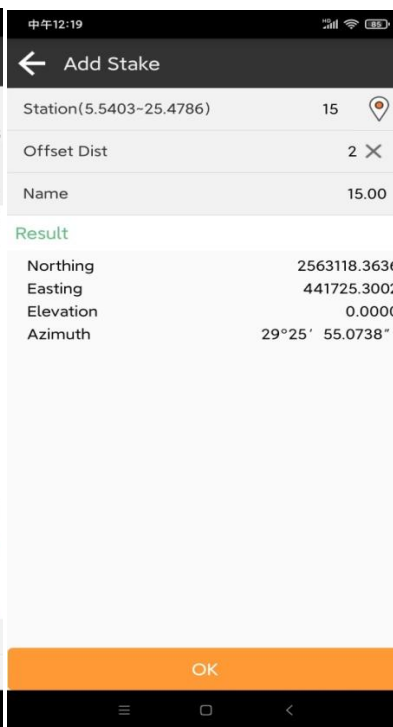 中午12:19
HD 85
Add Stake
Station(5.5403~25.4786) 15
Offset Dist 2
Name 15.00
Result
Northing 2563118.3636
Easting 441725.3002
Elevation 0.0000
Azimuth 29°25′ 55.0738″
OK